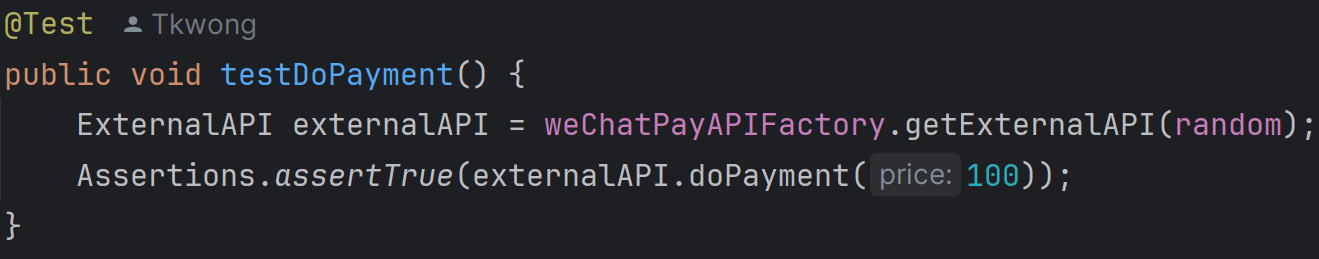 @Test Tkwong
public void testDoPayment() {
    ExternalAPI externalAPI = weChatPayAPIFactory.getExternalAPI(random);
    Assertions.assertTrue(externalAPI.doPayment( price: 100));
}